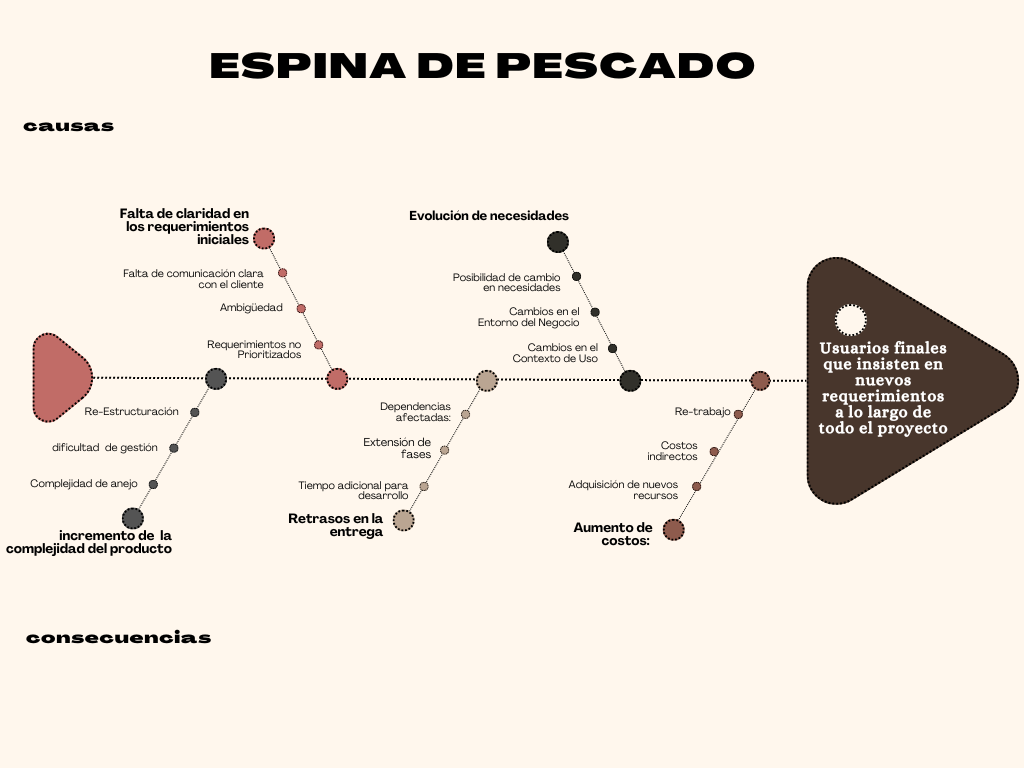 ESPINA DE PESCADO
causas
Falta de claridad en
los requerimientos
iniciales
Falta de comunicación clara
con el cliente
Ambigüedad
Requerimientos no
Prioritizados
Evolución de necesidades
Posibilidad de cambio
en necesidades
Cambios en el
Entorno del Negocio
Cambios en el
Contexto de Uso
Usuarios finales
que insisten en
nuevos
requerimientos
a lo largo de
todo el proyecto
Re-Estructuración
dificultad  de gestión
Complejidad de anejo
incremento de  la
complejidad del producto
Dependencias
afectadas:
Extensión de
fases
Tiempo adicional para
desarrollo
Retrasos en la
entrega
Re-trabajo
Costos
indirectos
Adquisición de nuevos
recursos
Aumento de
costos:
consecuencias